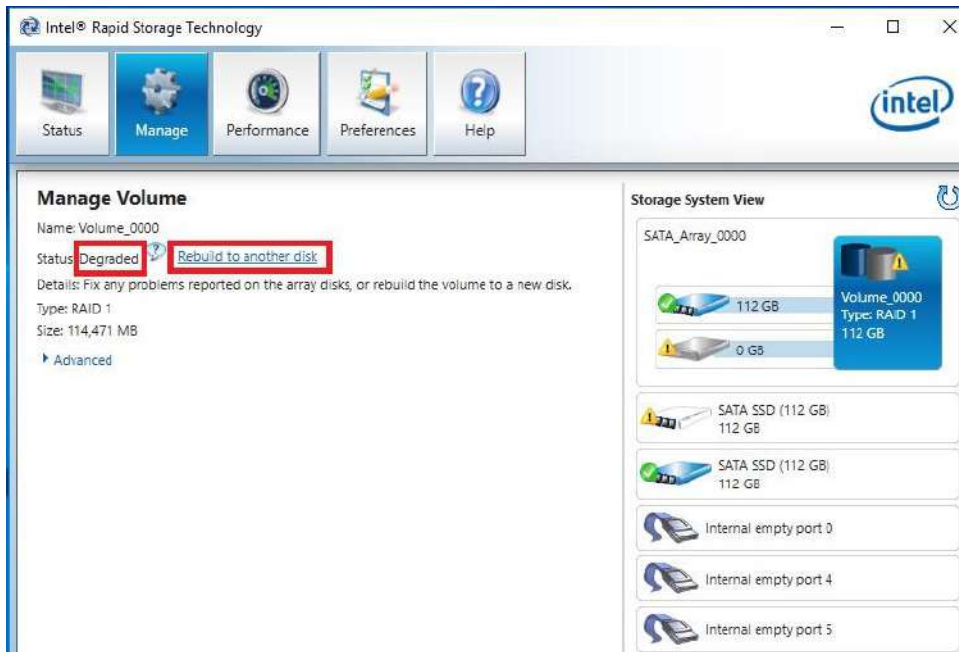 Intel® Rapid Storage Technology
Status
Manage
Performance
Preferences
Help
intel
Manage Volume
Name: Volume_0000
Status: Degraded Rebuild to another disk
Details: Fix any problems reported on the array disks, or rebuild the volume to a new disk.
Type: RAID 1
Size: 114,471 MB
Advanced
Storage System View
SATA_Array_0000
112 GB
0 GB
Volume_0000
Type: RAID 1
112 GB
SATA SSD (112 GB)
112 GB
SATA SSD (112 GB)
112 GB
Internal empty port 0
Internal empty port 4
Internal empty port 5